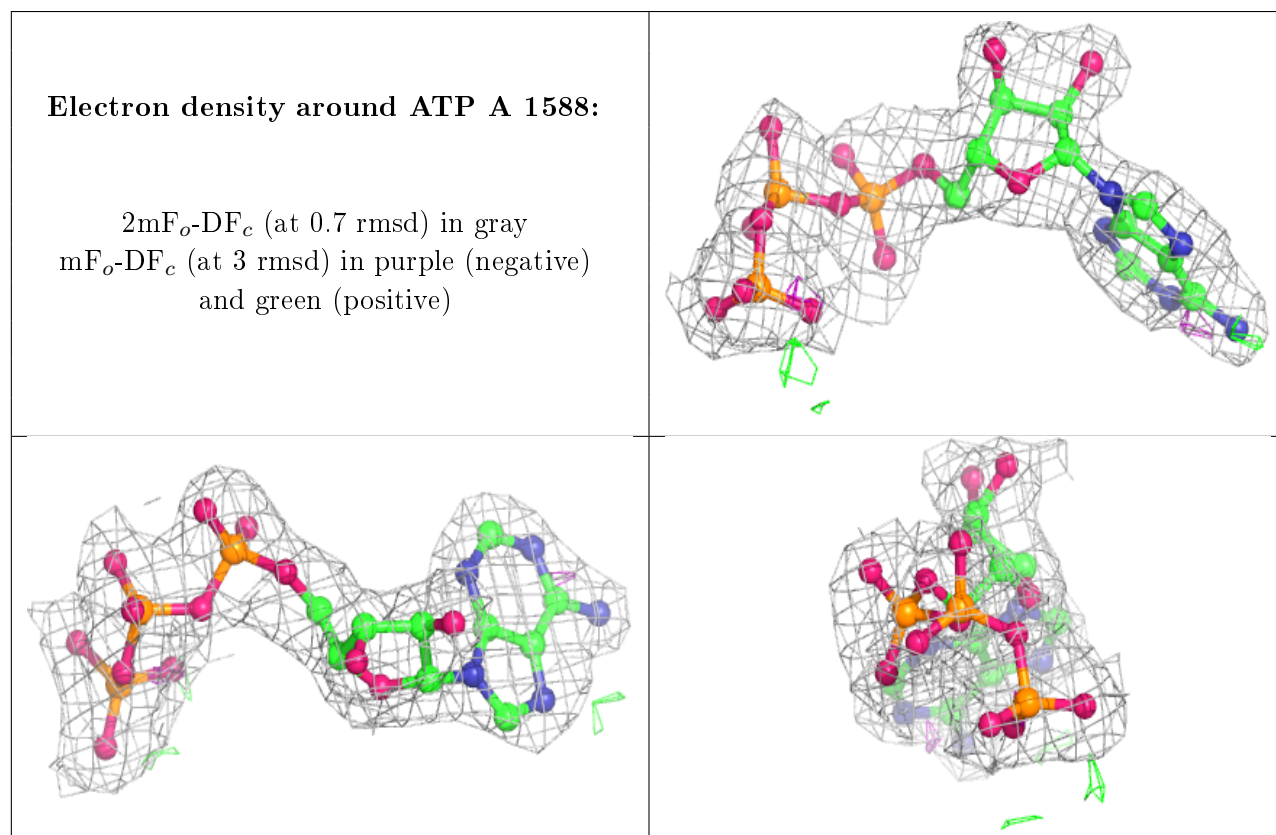 Electron density around ATP A 1588:
2mFₒ-DF𝒸 (at 0.7 rmsd) in gray
mFₒ-DF𝒸 (at 3 rmsd) in purple (negative)
and green (positive)